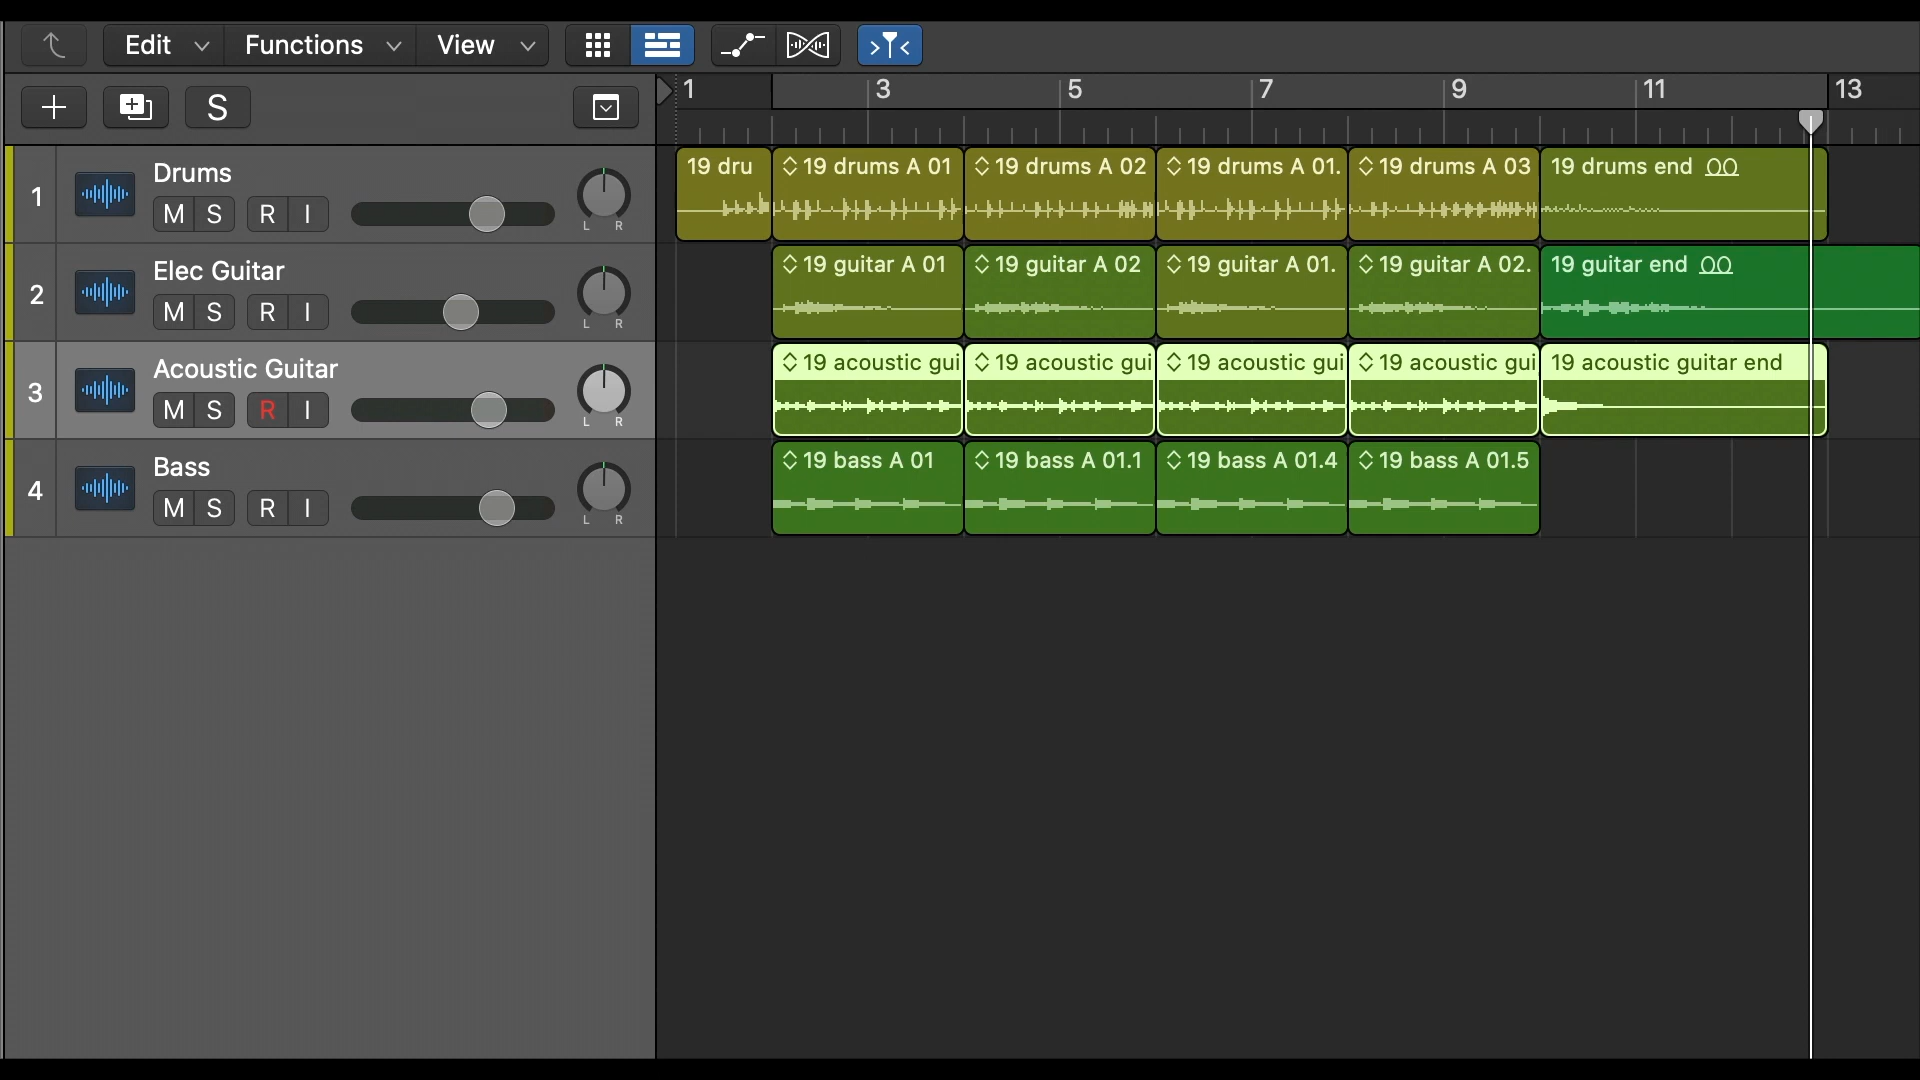 Edit Functions View
1 3 5 7 9 11 13
S
1 Drums
M S R I L R
19 dru 19 drums A 01 19 drums A 02 19 drums A 01. 19 drums A 03 19 drums end
2 Elec Guitar
M S R I L R
19 guitar A 01 19 guitar A 02 19 guitar A 01. 19 guitar A 02. 19 guitar end
3 Acoustic Guitar
M S R I L R
19 acoustic gui 19 acoustic gui 19 acoustic gui 19 acoustic gui 19 acoustic guitar end
4 Bass
M S R I L R
19 bass A 01 19 bass A 01.1 19 bass A 01.4 19 bass A 01.5